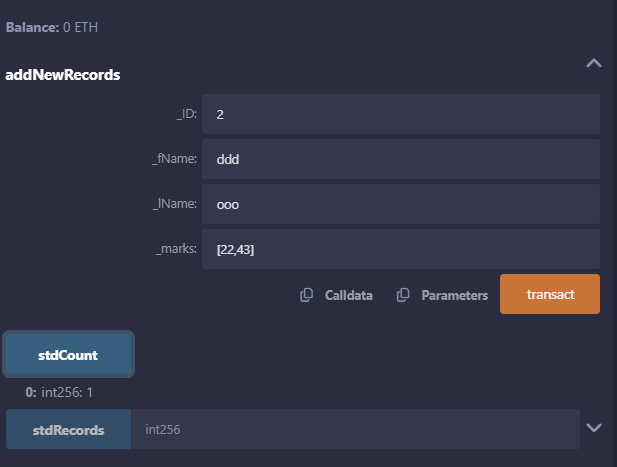 Balance: 0 ETH
addNewRecords
_ID: 2
_fName: ddd
_lName: ooo
_marks: [22,43]
Calldata Parameters transact
stdCount
0: int256: 1
stdRecords int256